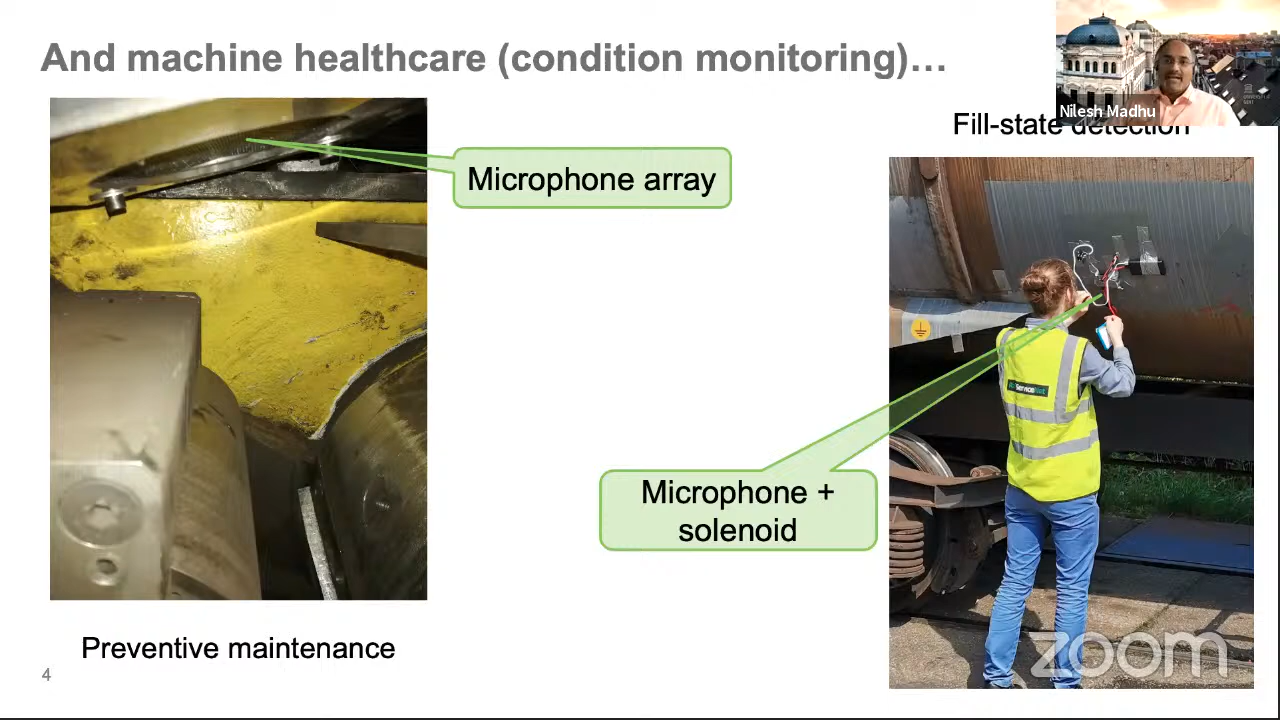 And machine healthcare (condition monitoring)…
Nilesh Madhu
Fill-state detection
Microphone array
Microphone +
solenoid
Preventive maintenance
4
zoom